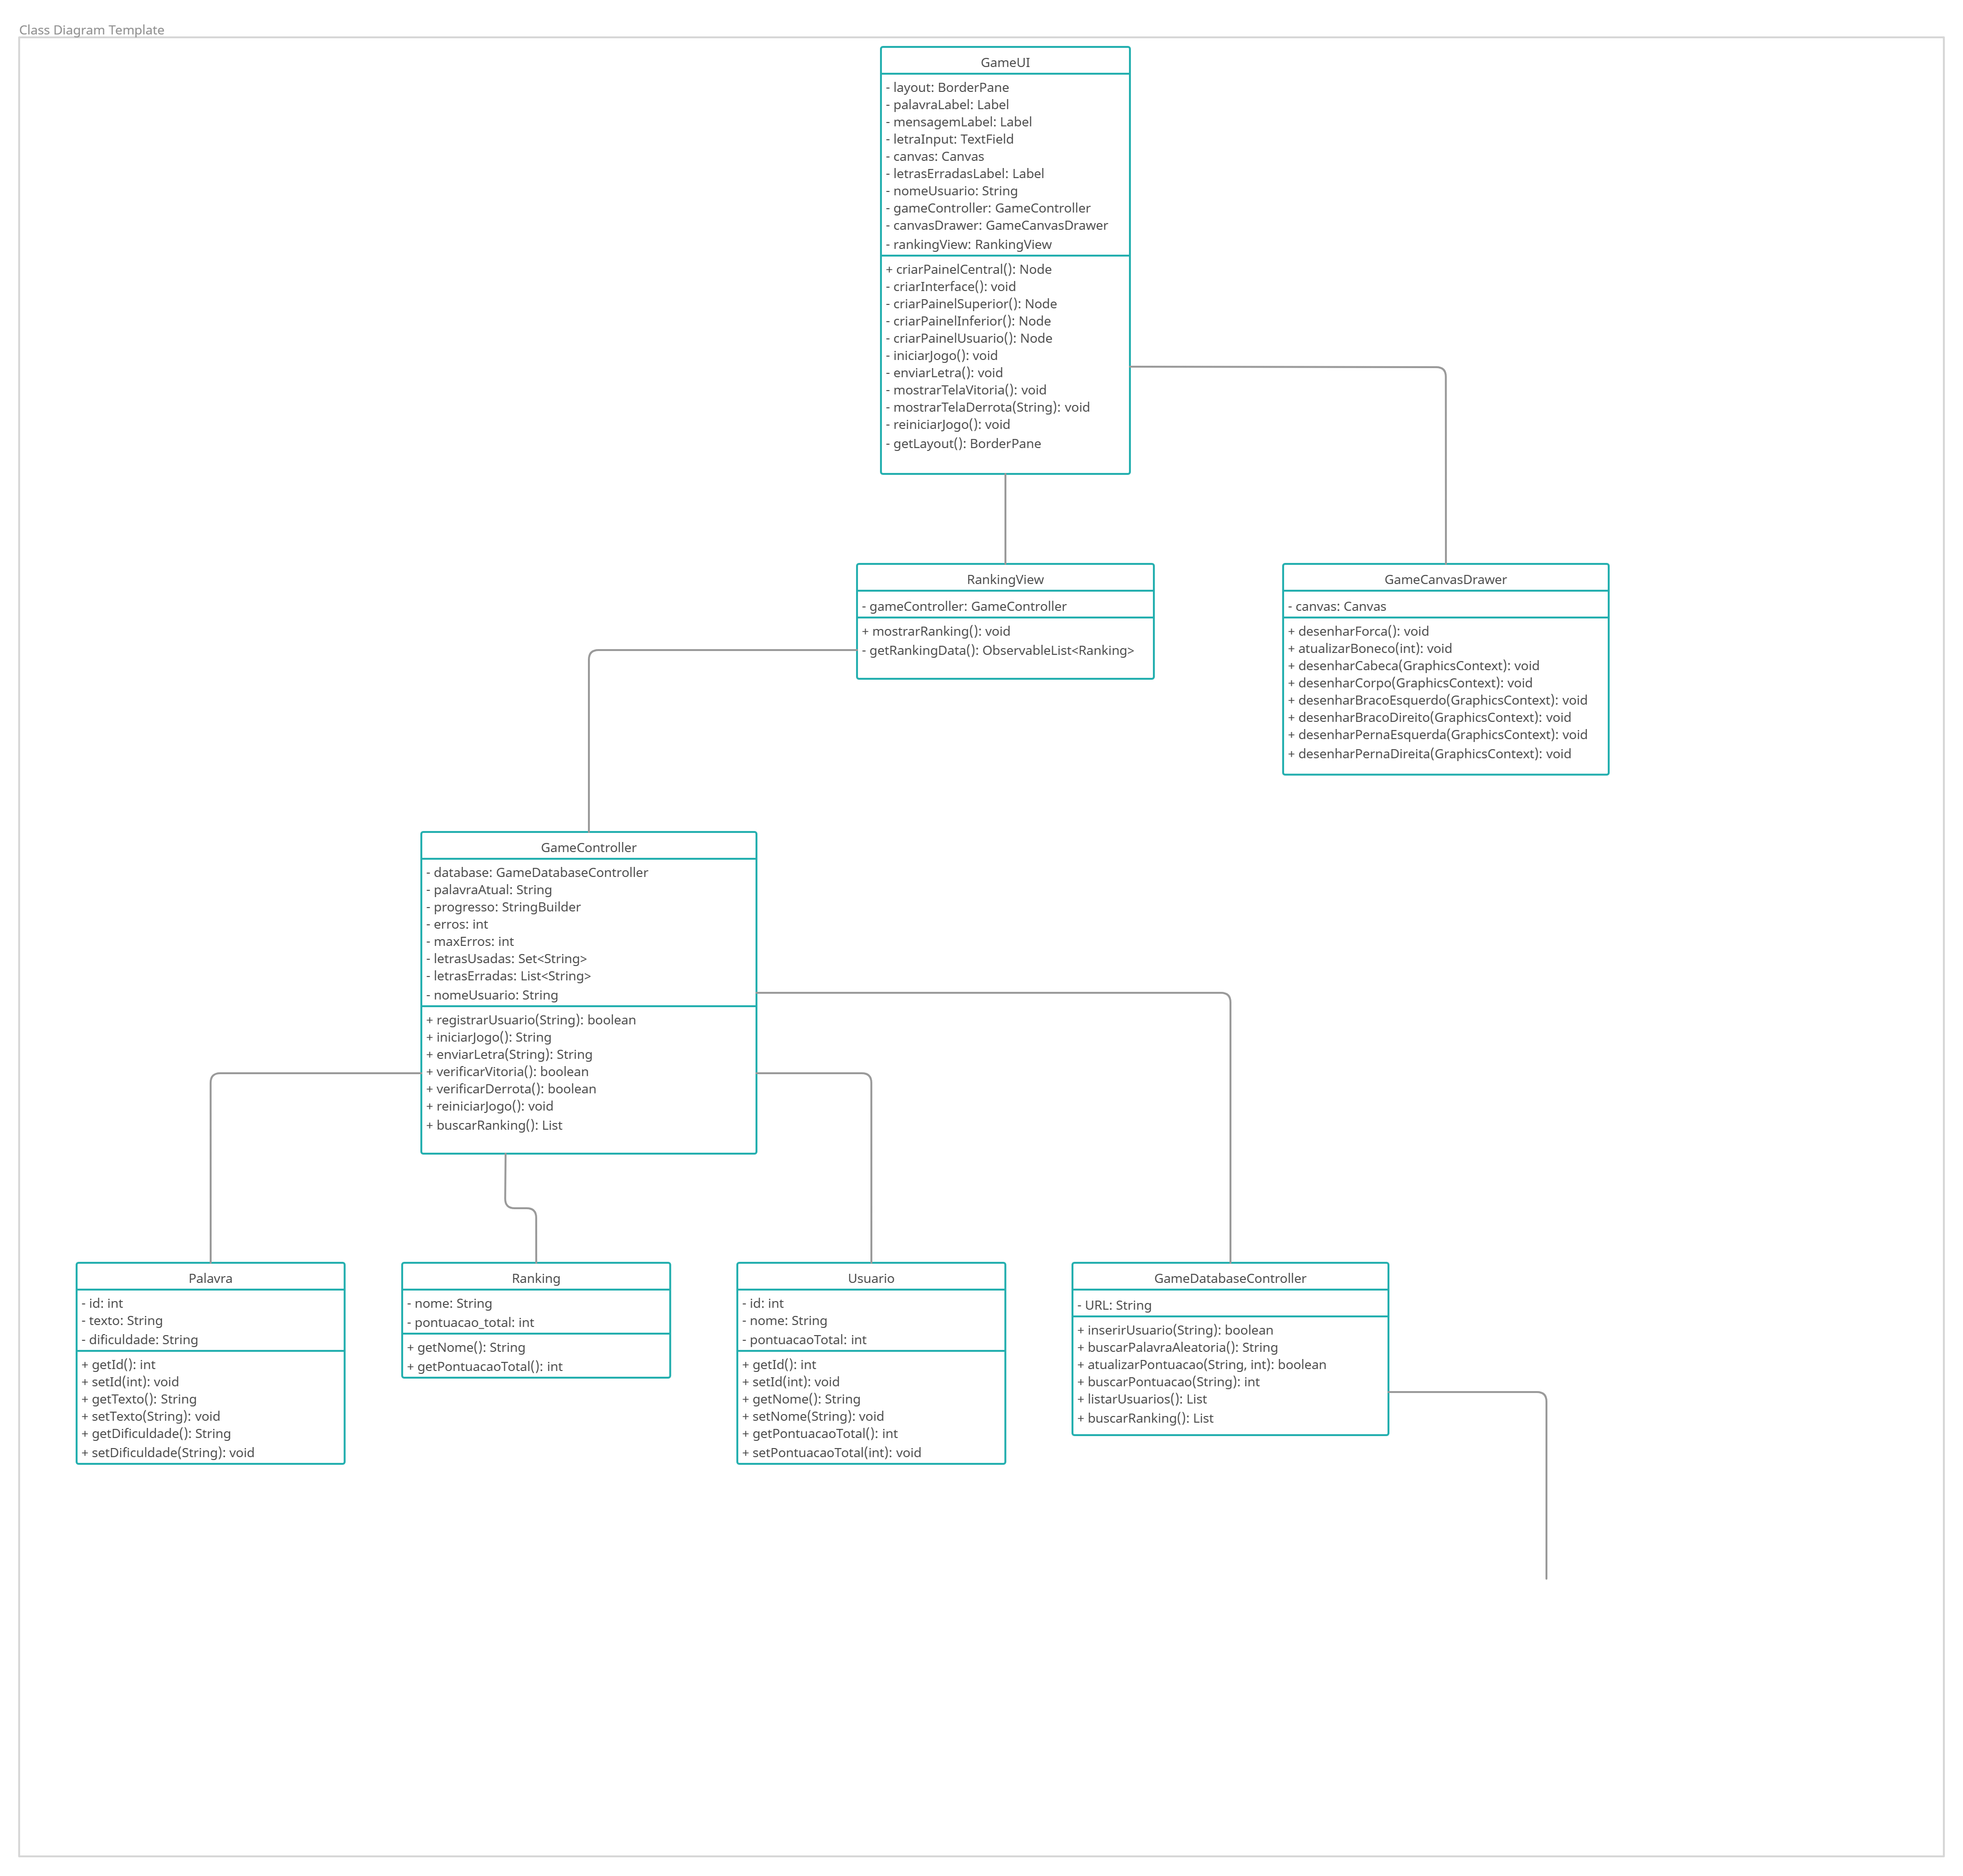 Class Diagram Template
GameUI
- layout: BorderPane
- palavraLabel: Label
- mensagemLabel: Label
- letraInput: TextField
- canvas: Canvas
- letrasErradasLabel: Label
- nomeUsuario: String
- gameController: GameController
- canvasDrawer: GameCanvasDrawer
- rankingView: RankingView
+ criarPainelCentral(): Node
- criarInterface(): void
- criarPainelSuperior(): Node
- criarPainelInferior(): Node
- criarPainelUsuario(): Node
- iniciarJogo(): void
- enviarLetra(): void
- mostrarTelaVitoria(): void
- mostrarTelaDerrota(String): void
- reiniciarJogo(): void
- getLayout(): BorderPane
RankingView
- gameController: GameController
+ mostrarRanking(): void
- getRankingData(): ObservableList<Ranking>
GameCanvasDrawer
- canvas: Canvas
+ desenharForca(): void
+ atualizarBoneco(int): void
+ desenharCabeca(GraphicsContext): void
+ desenharCorpo(GraphicsContext): void
+ desenharBracoEsquerdo(GraphicsContext): void
+ desenharBracoDireito(GraphicsContext): void
+ desenharPernaEsquerda(GraphicsContext): void
+ desenharPernaDireita(GraphicsContext): void
GameController
- database: GameDatabaseController
- palavraAtual: String
- progresso: StringBuilder
- erros: int
- maxErros: int
- letrasUsadas: Set<String>
- letrasErradas: List<String>
- nomeUsuario: String
+ registrarUsuario(String): boolean
+ iniciarJogo(): String
+ enviarLetra(String): String
+ verificarVitoria(): boolean
+ verificarDerrota(): boolean
+ reiniciarJogo(): void
+ buscarRanking(): List
Palavra
- id: int
- texto: String
- dificuldade: String
+ getId(): int
+ setId(int): void
+ getTexto(): String
+ setTexto(String): void
+ getDificuldade(): String
+ setDificuldade(String): void
Ranking
- nome: String
- pontuacao_total: int
+ getNome(): String
+ getPontuacaoTotal(): int
Usuario
- id: int
- nome: String
- pontuacaoTotal: int
+ getId(): int
+ setId(int): void
+ getNome(): String
+ setNome(String): void
+ getPontuacaoTotal(): int
+ setPontuacaoTotal(int): void
GameDatabaseController
- URL: String
+ inserirUsuario(String): boolean
+ buscarPalavraAleatoria(): String
+ atualizarPontuacao(String, int): boolean
+ buscarPontuacao(String): int
+ listarUsuarios(): List
+ buscarRanking(): List